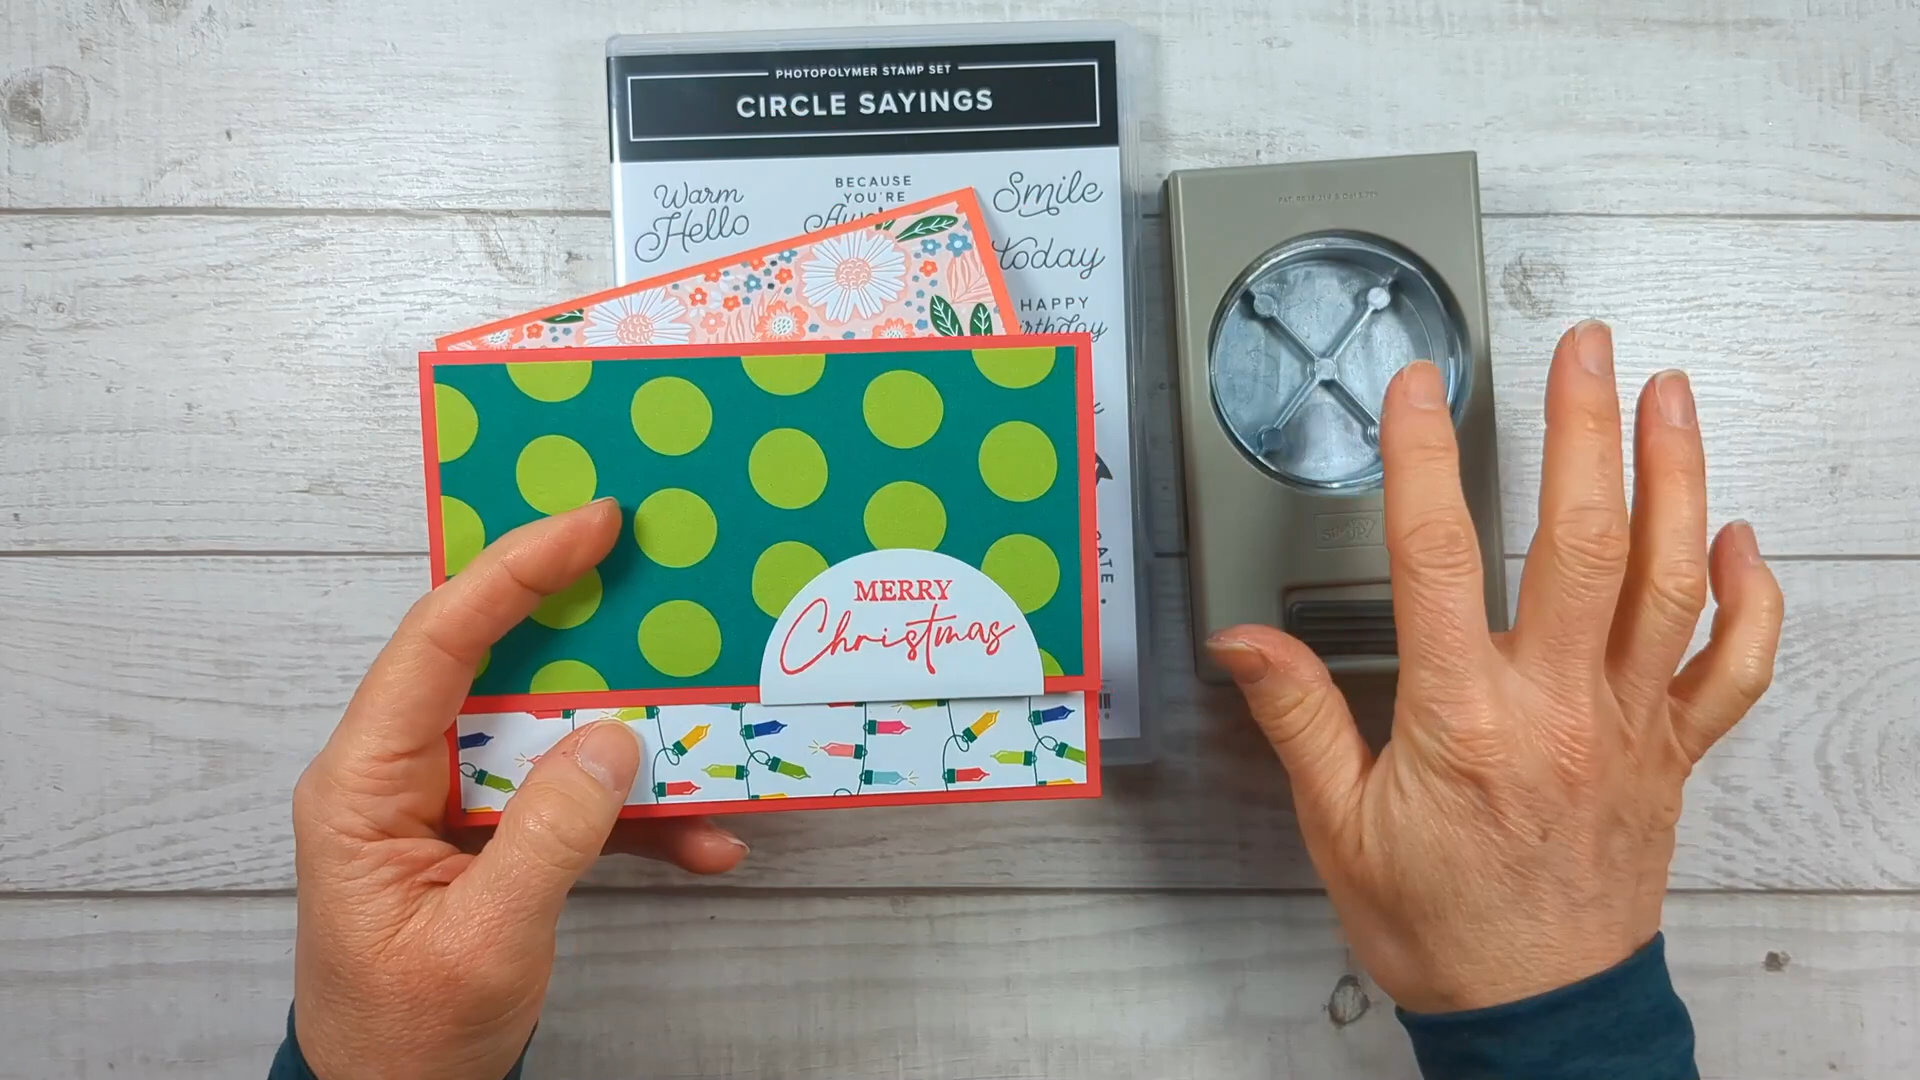 PHOTOPOLYMER STAMP SET
CIRCLE SAYINGS
Warm
Hello
BECAUSE
YOU'RE
Smile
today
HAPPY
MERRY
Christmas